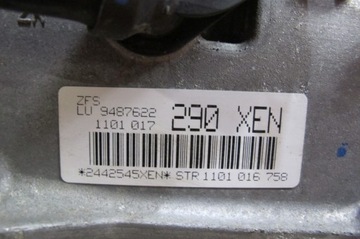 ZFS
LU 9487622
1101 017 290 XEN
*2442545XEN* STR 1101 016 758